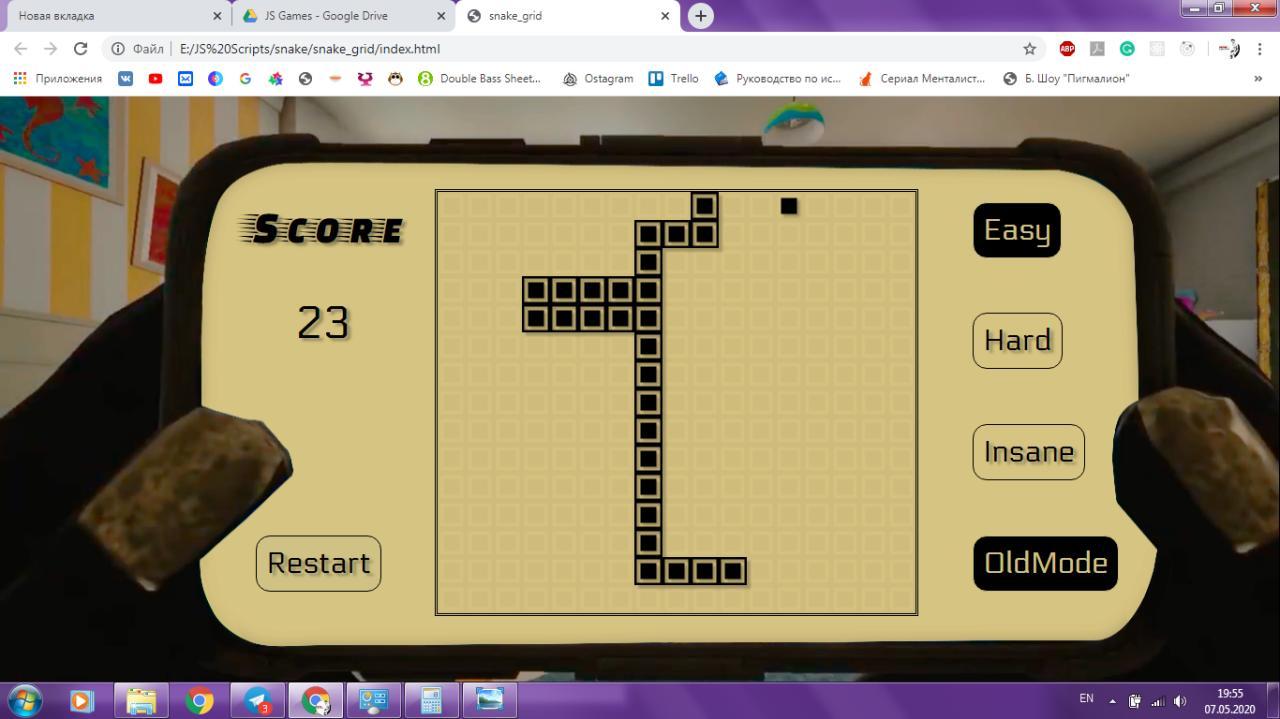 Новая вкладка
JS Games - Google Drive
snake_grid
Файл
E:/JS%20Scripts/snake/snake_grid/index.html
ABP
Приложения
Double Bass Sheet...
Ostagram
Trello
Руководство по ис...
Сериал Менталист...
Б. Шоу "Пигмалион"
Score
23
Restart
Easy
Hard
Insane
OldMode
3
EN
19:55
07.05.2020